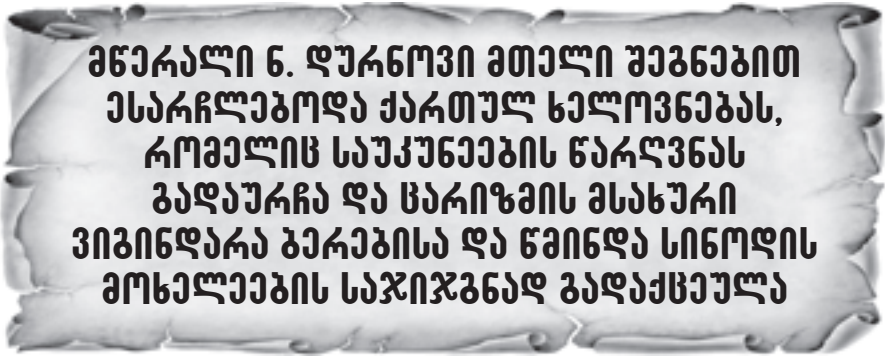 მწერალი ნ. დურნოვი მთელი შეგნებით
ესარჩლებოდა ქართულ ხელოვნებას,
რომელიც საუკუნეების წარღვნას
გადაურჩა და ცარიზმის მსახური
ვიგინდარა ბერებისა და წმინდა სინოდის
მოხელეების საჯიჯგნად გადაქცეულა